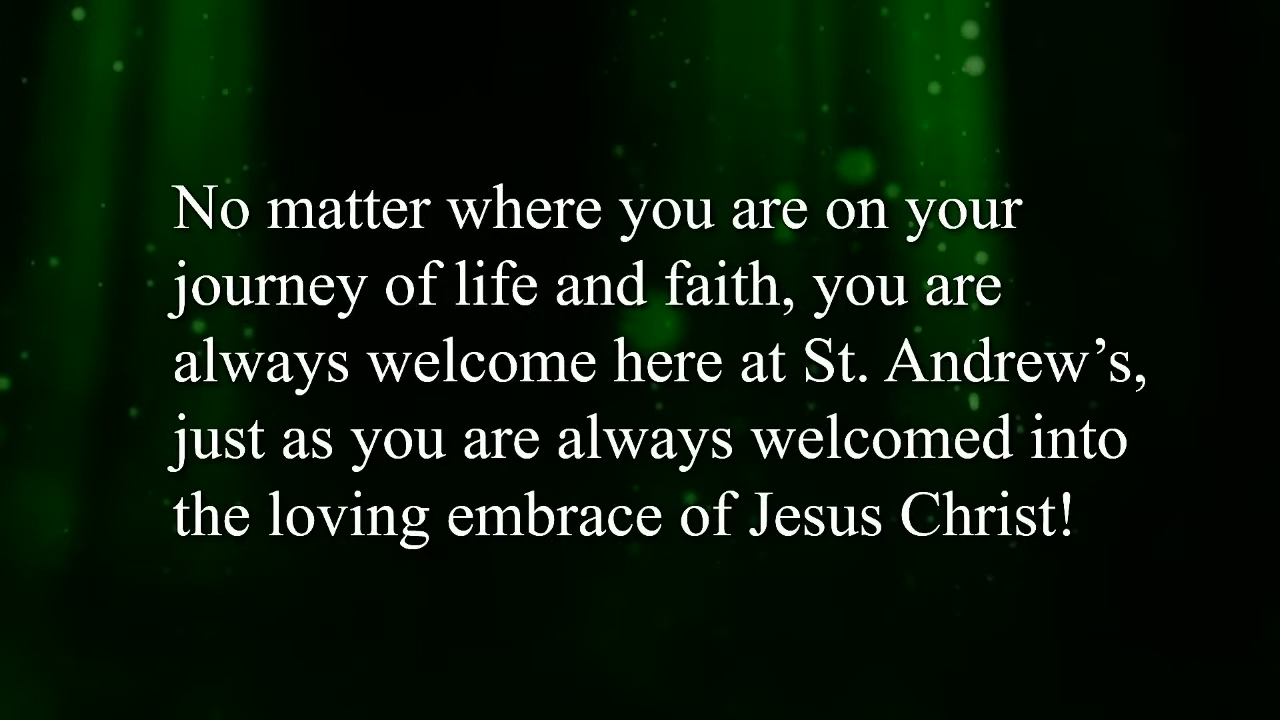 No matter where you are on your
journey of life and faith, you are
always welcome here at St. Andrew’s,
just as you are always welcomed into
the loving embrace of Jesus Christ!